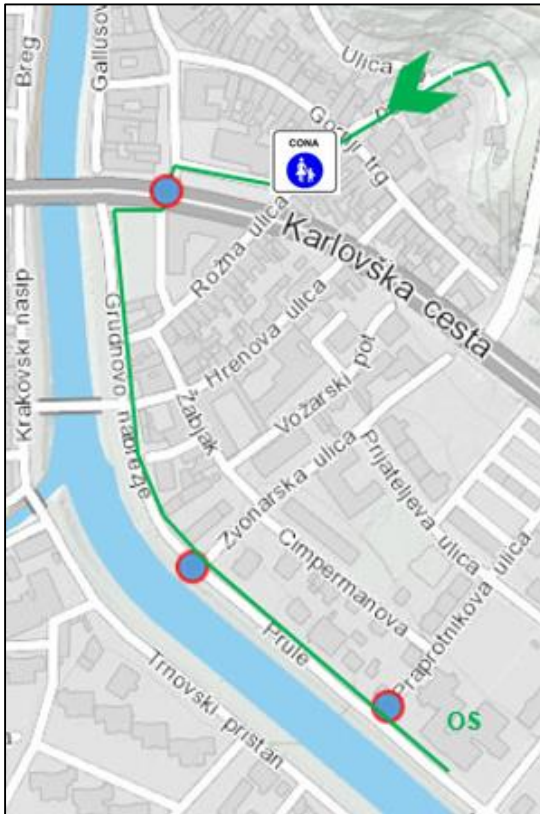 Breg
Gallusov
Ulica
CONA
Gornji trg
Rožna ulica
Karlovška cesta
Krakovski nasip
Grudnovo nabrežje
Hrenova ulica
Žabjak
Vožarski pot
Zvonarska ulica
Prijateljeva ulica
Cimpermanova
Praprotnikova ulica
Prule
Trnovski pristan
OS